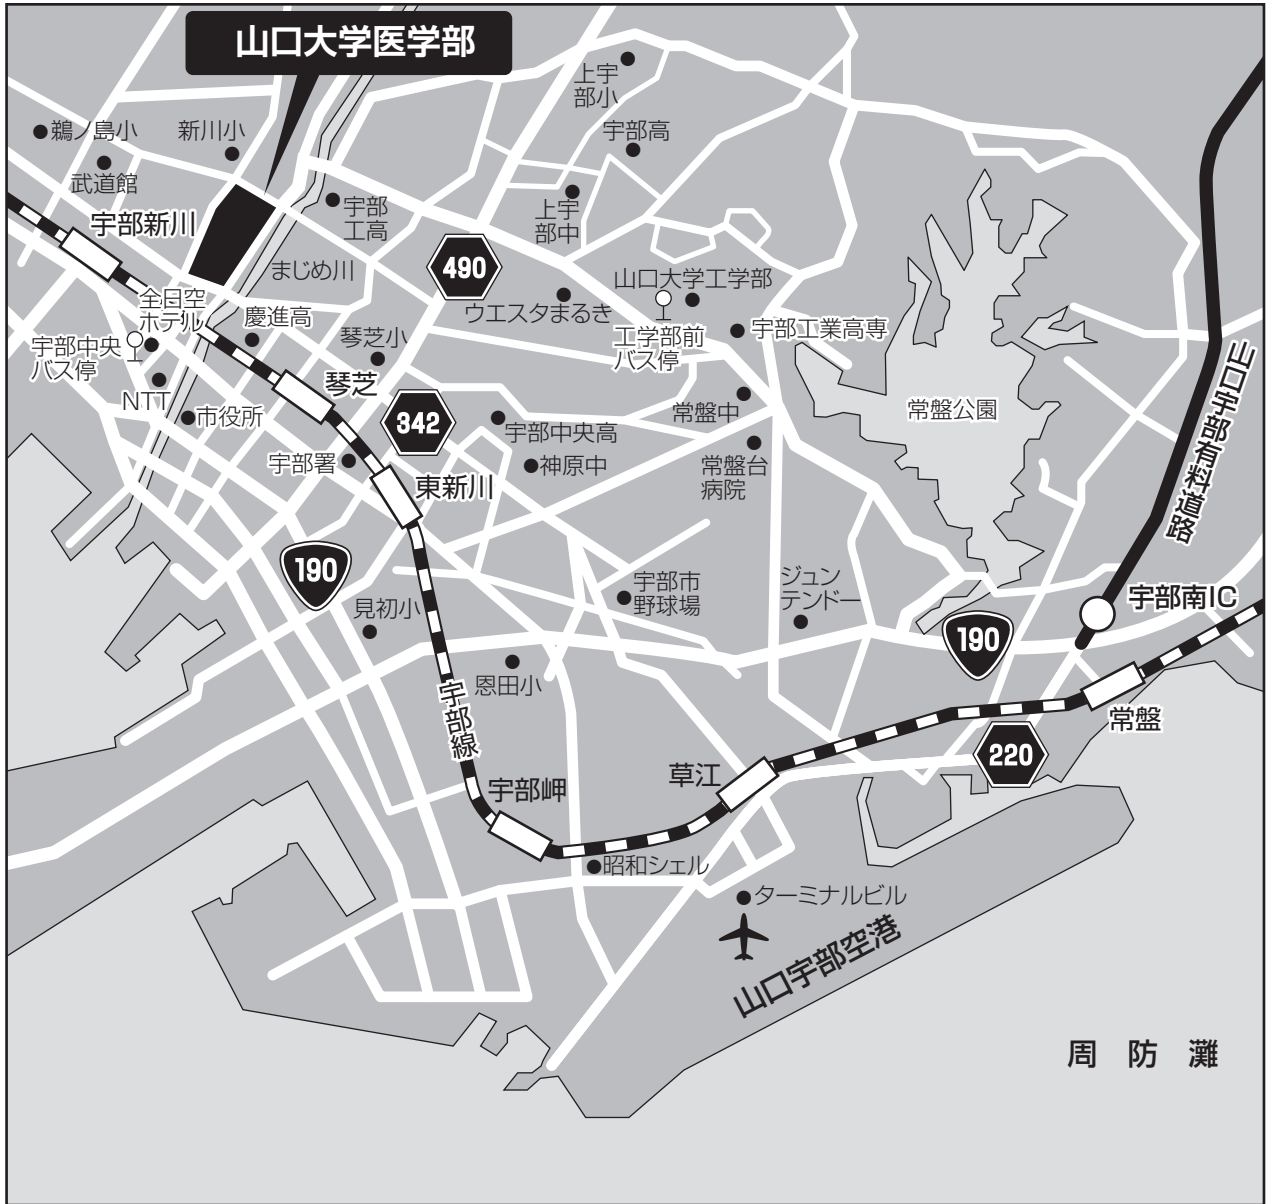 山口大学医学部
上宇
部小
鵜ノ島小
新川小
宇部高
武道館
宇部新川
宇部
工高
上宇
部中
まじめ川
490
山口大学工学部
全日空
ホテル
慶進高
ウエスタまるき
宇部中央
バス停
琴芝小
工学部前
バス停
宇部工業高専
琴芝
NTT
市役所
342
常盤中
常盤公園
山口宇部有料道路
宇部中央高
宇部署
神原中
常盤台
病院
東新川
190
見初小
宇部市
野球場
ジュン
テンドー
宇部南IC
190
恩田小
宇部線
常盤
220
草江
宇部岬
昭和シェル
ターミナルビル
山口宇部空港
周防灘